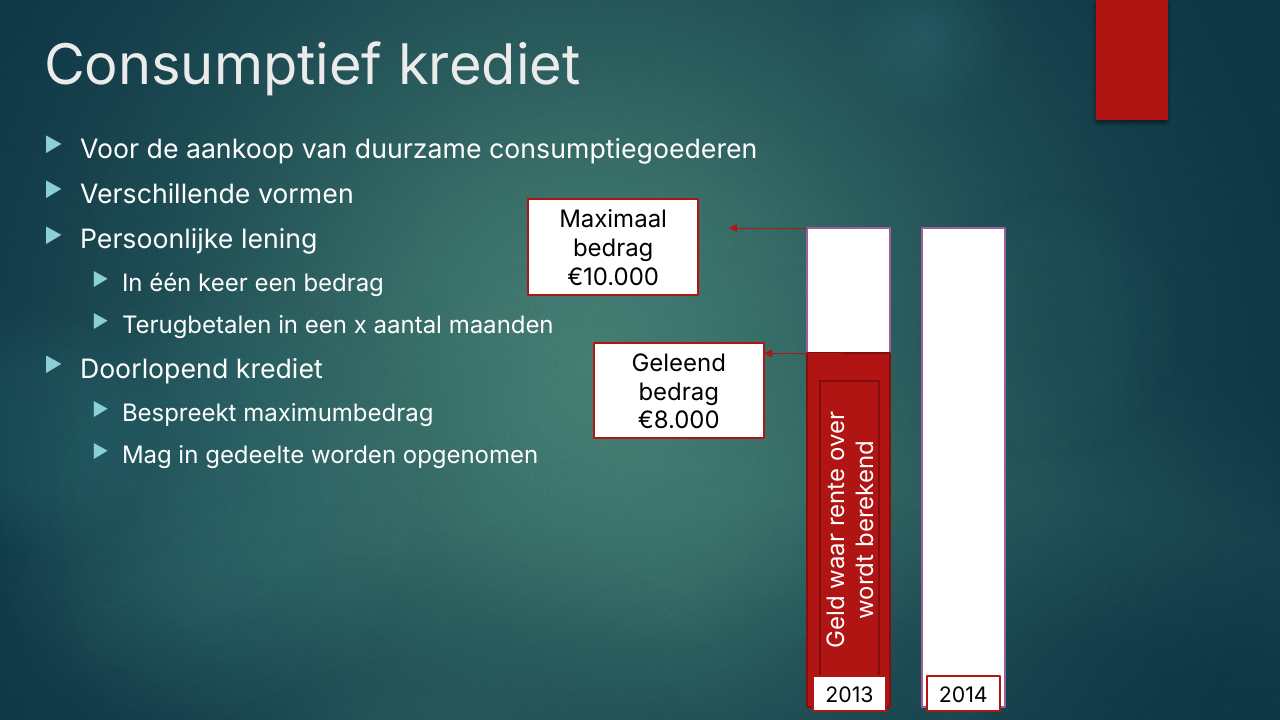 Consumptief krediet
Voor de aankoop van duurzame consumptiegoederen
Verschillende vormen
Persoonlijke lening
In één keer een bedrag
Terugbetalen in een x aantal maanden
Doorlopend krediet
Bespreekt maximumbedrag
Mag in gedeelte worden opgenomen
Maximaal
bedrag
€10.000
Geleend
bedrag
€8.000
Geld waar rente over
wordt berekend
2013
2014